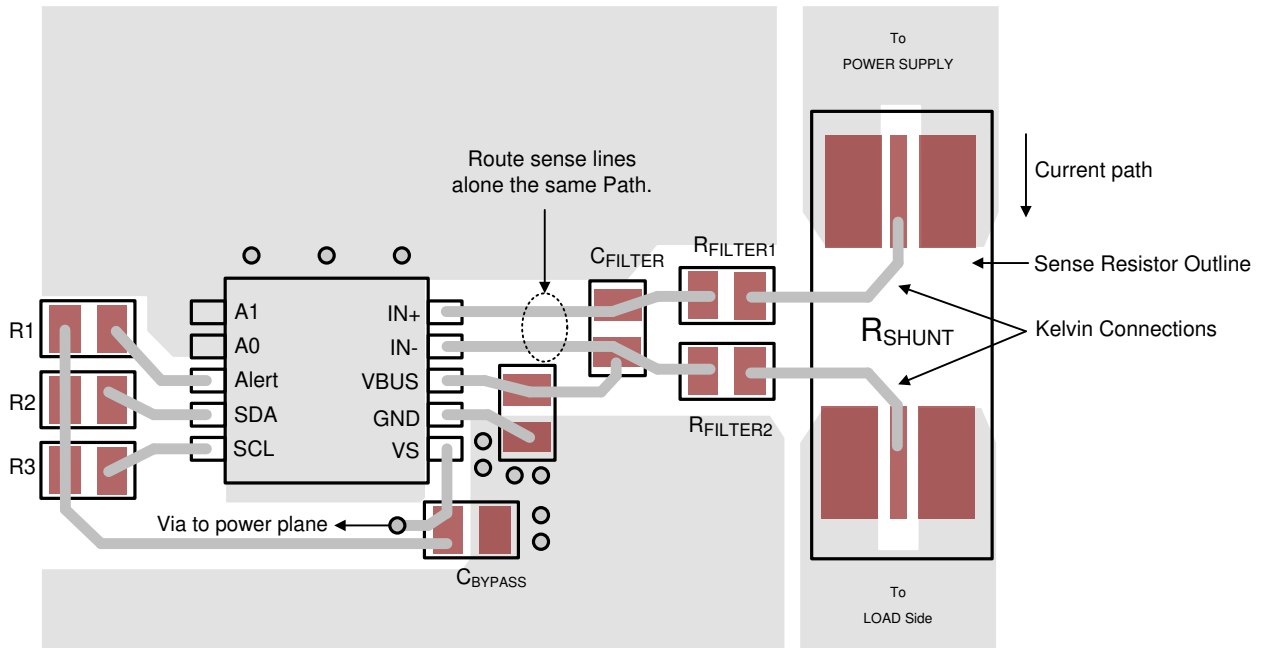 To
POWER SUPPLY
Route sense lines
alone the same Path.
Current path
CFILTER
RFILTER1
Sense Resistor Outline
R1
A1
IN+
A0
IN-
RSHUNT
Kelvin Connections
Alert
VBUS
R2
SDA
GND
RFILTER2
R3
SCL
VS
Via to power plane
CBYPASS
To
LOAD Side